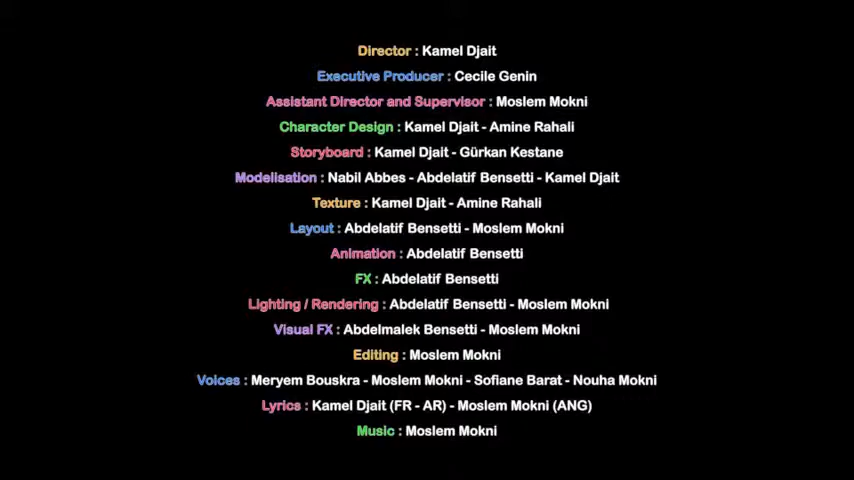 Director : Kamel Djait
Executive Producer : Cecile Genin
Assistant Director and Supervisor : Moslem Mokni
Character Design : Kamel Djait - Amine Rahali
Storyboard : Kamel Djait - Gürkan Kestane
Modelisation : Nabil Abbes - Abdelatif Bensetti - Kamel Djait
Texture : Kamel Djait - Amine Rahali
Layout : Abdelatif Bensetti - Moslem Mokni
Animation : Abdelatif Bensetti
FX : Abdelatif Bensetti
Lighting / Rendering : Abdelatif Bensetti - Moslem Mokni
Visual FX : Abdelmalek Bensetti - Moslem Mokni
Editing : Moslem Mokni
Voices : Meryem Bouskra - Moslem Mokni - Sofiane Barat - Nouha Mokni
Lyrics : Kamel Djait (FR - AR) - Moslem Mokni (ANG)
Music : Moslem Mokni